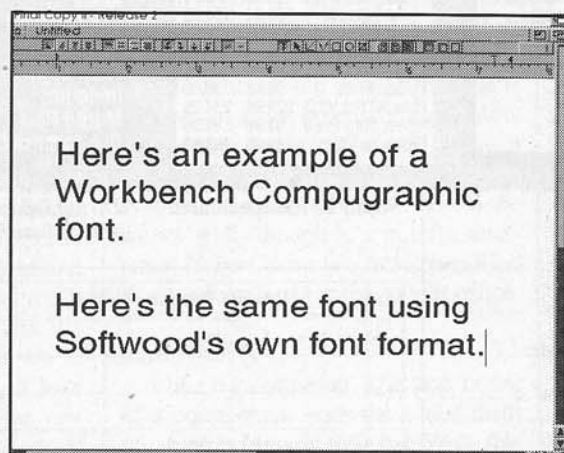 Final Copy II - Release 2
Untitled
Here's an example of a
Workbench Compugraphic
font.
Here's the same font using
Softwood's own font format.